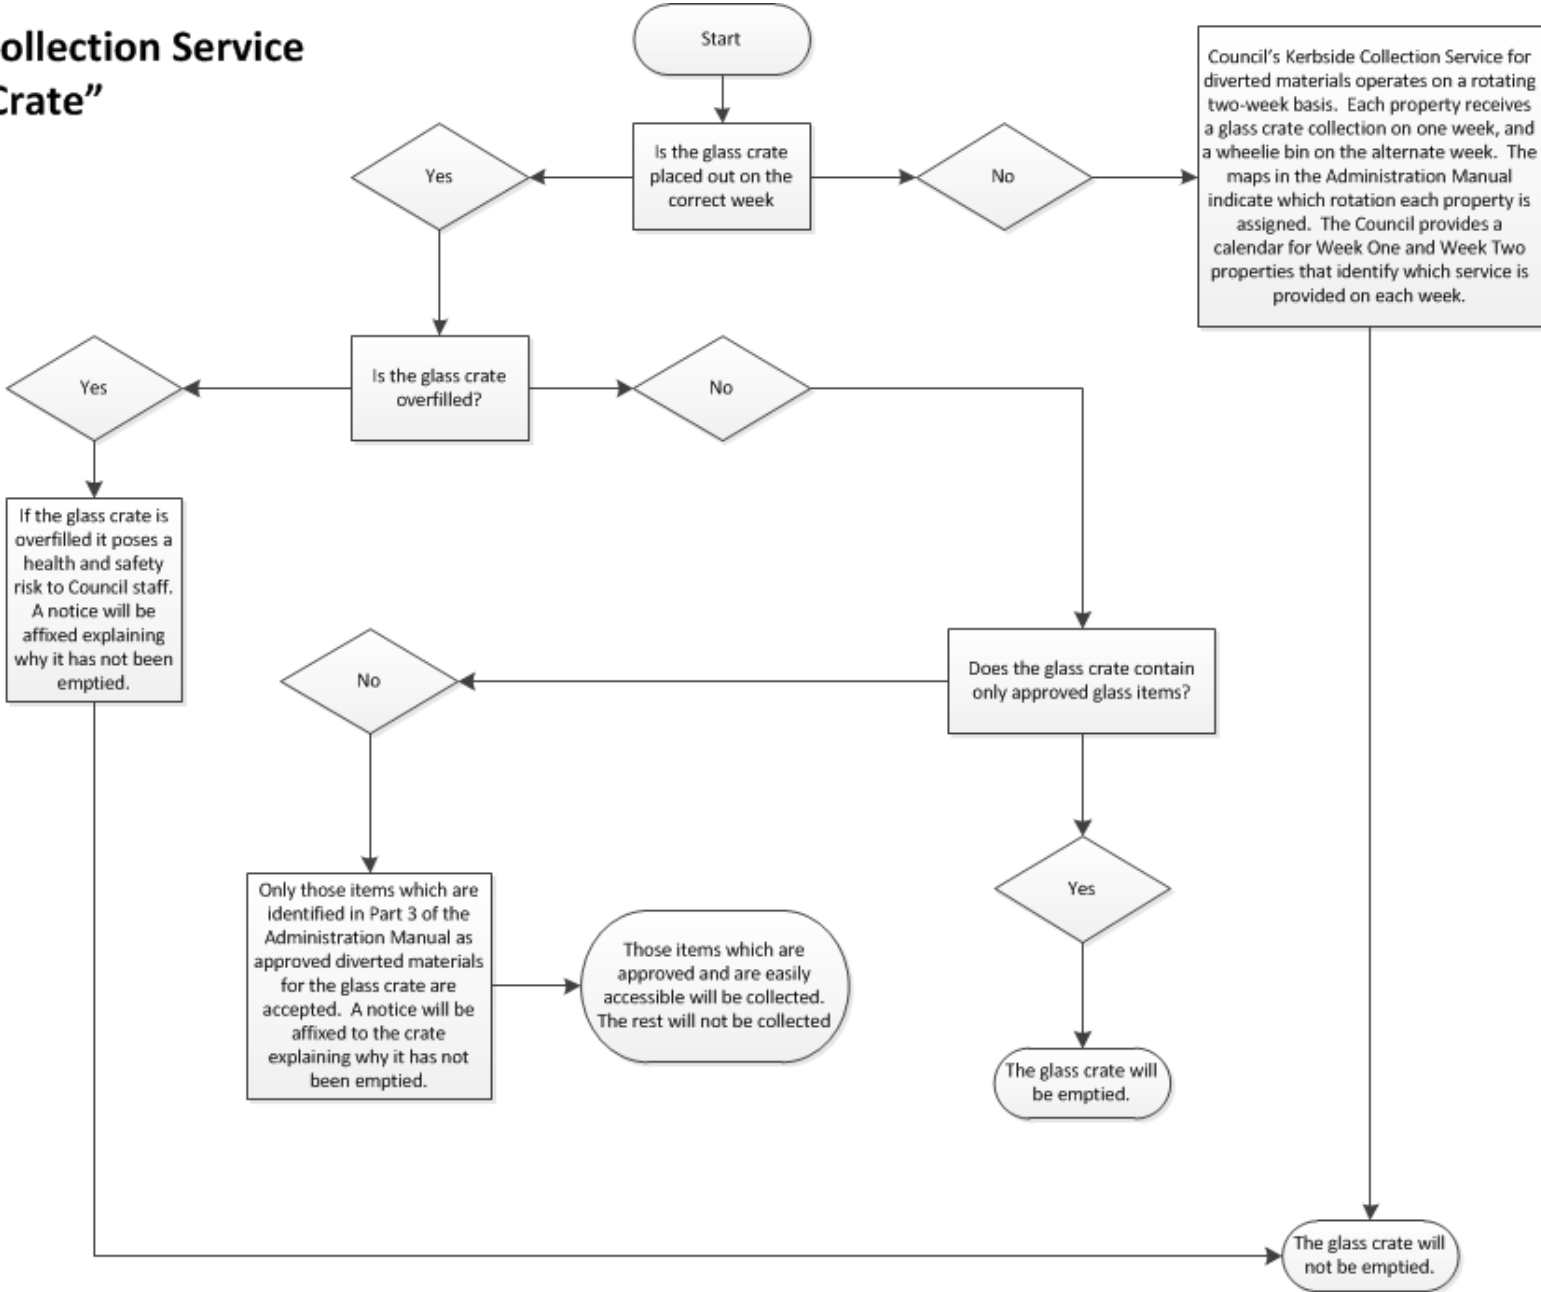 ollection Service
Crate”
Start
Council’s Kerbside Collection Service for
diverted materials operates on a rotating
two-week basis.  Each property receives
a glass crate collection on one week, and
a wheelie bin on the alternate week.  The
maps in the Administration Manual
indicate which rotation each property is
assigned.  The Council provides a
calendar for Week One and Week Two
properties that identify which service is
provided on each week.
Yes
Is the glass crate
placed out on the
correct week
No
Yes
Is the glass crate
overfilled?
No
If the glass crate is
overfilled it poses a
health and safety
risk to Council staff.
A notice will be
affixed explaining
why it has not been
emptied.
No
Does the glass crate contain
only approved glass items?
Only those items which are
identified in Part 3 of the
Administration Manual as
approved diverted materials
for the glass crate are
accepted.  A notice will be
affixed to the crate
explaining why it has not
been emptied.
Those items which are
approved and are easily
accessible will be collected.
The rest will not be collected
Yes
The glass crate will
be emptied.
The glass crate will
not be emptied.